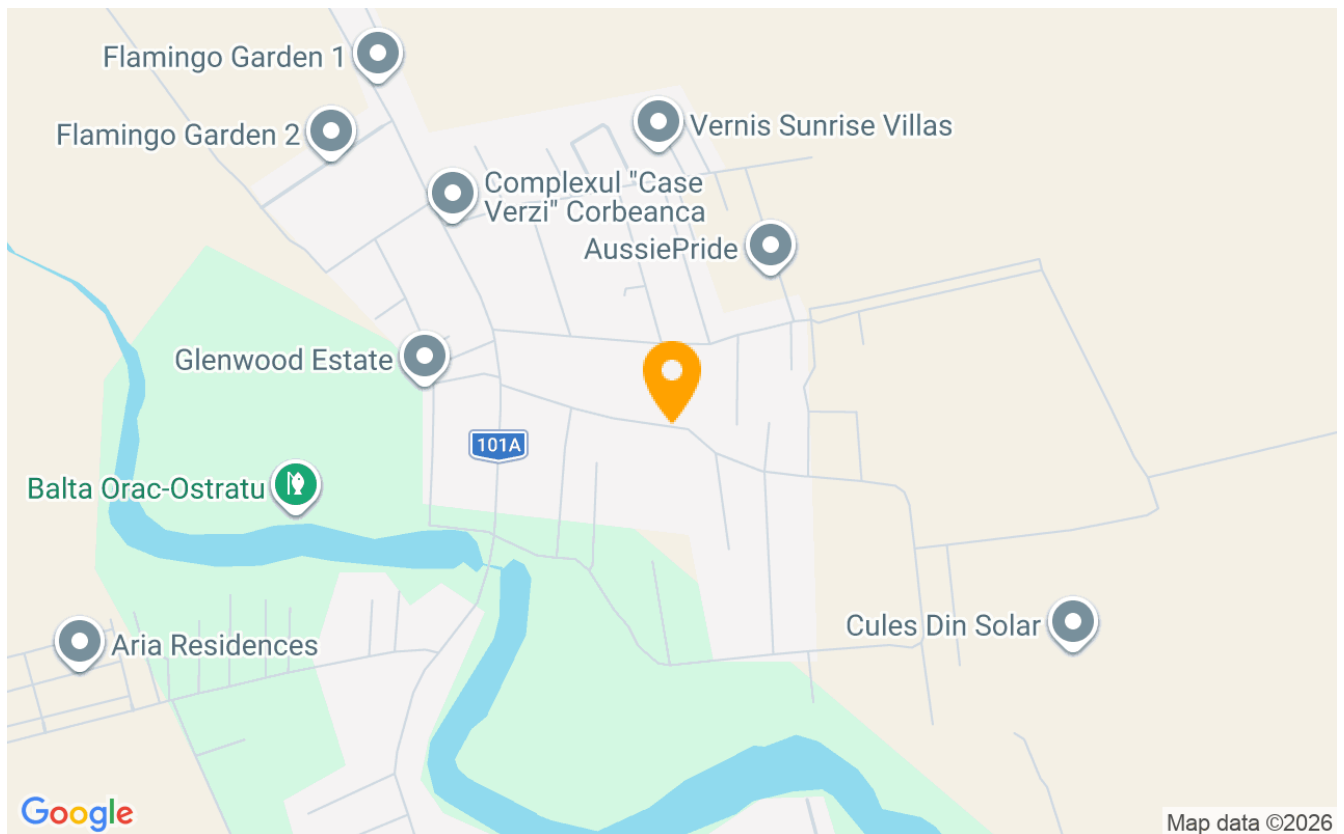 Flamingo Garden 1
Flamingo Garden 2
Vernis Sunrise Villas
Complexul "Case
Verzi" Corbeanca
AussiePride
Glenwood Estate
101A
Balta Orac-Ostratu
Cules Din Solar
Aria Residences
Google
Map data ©2026